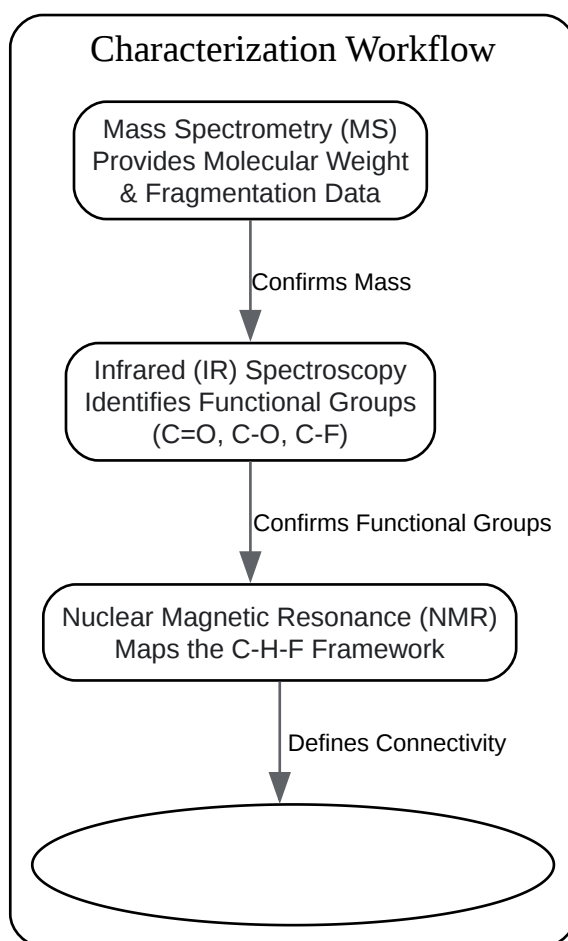 Characterization Workflow
Mass Spectrometry (MS)
Provides Molecular Weight
& Fragmentation Data
Confirms Mass
Infrared (IR) Spectroscopy
Identifies Functional Groups
(C=O, C-O, C-F)
Confirms Functional Groups
Nuclear Magnetic Resonance (NMR)
Maps the C-H-F Framework
Defines Connectivity